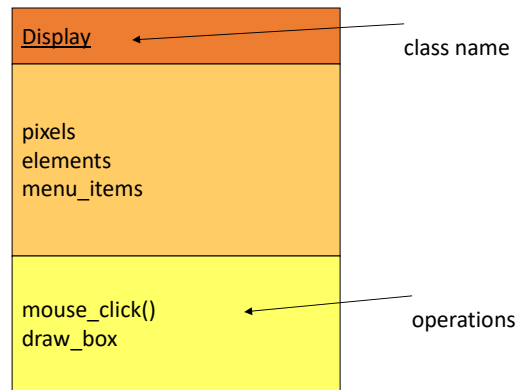 Display
class name
pixels
elements
menu_items
mouse_click()
draw_box
operations